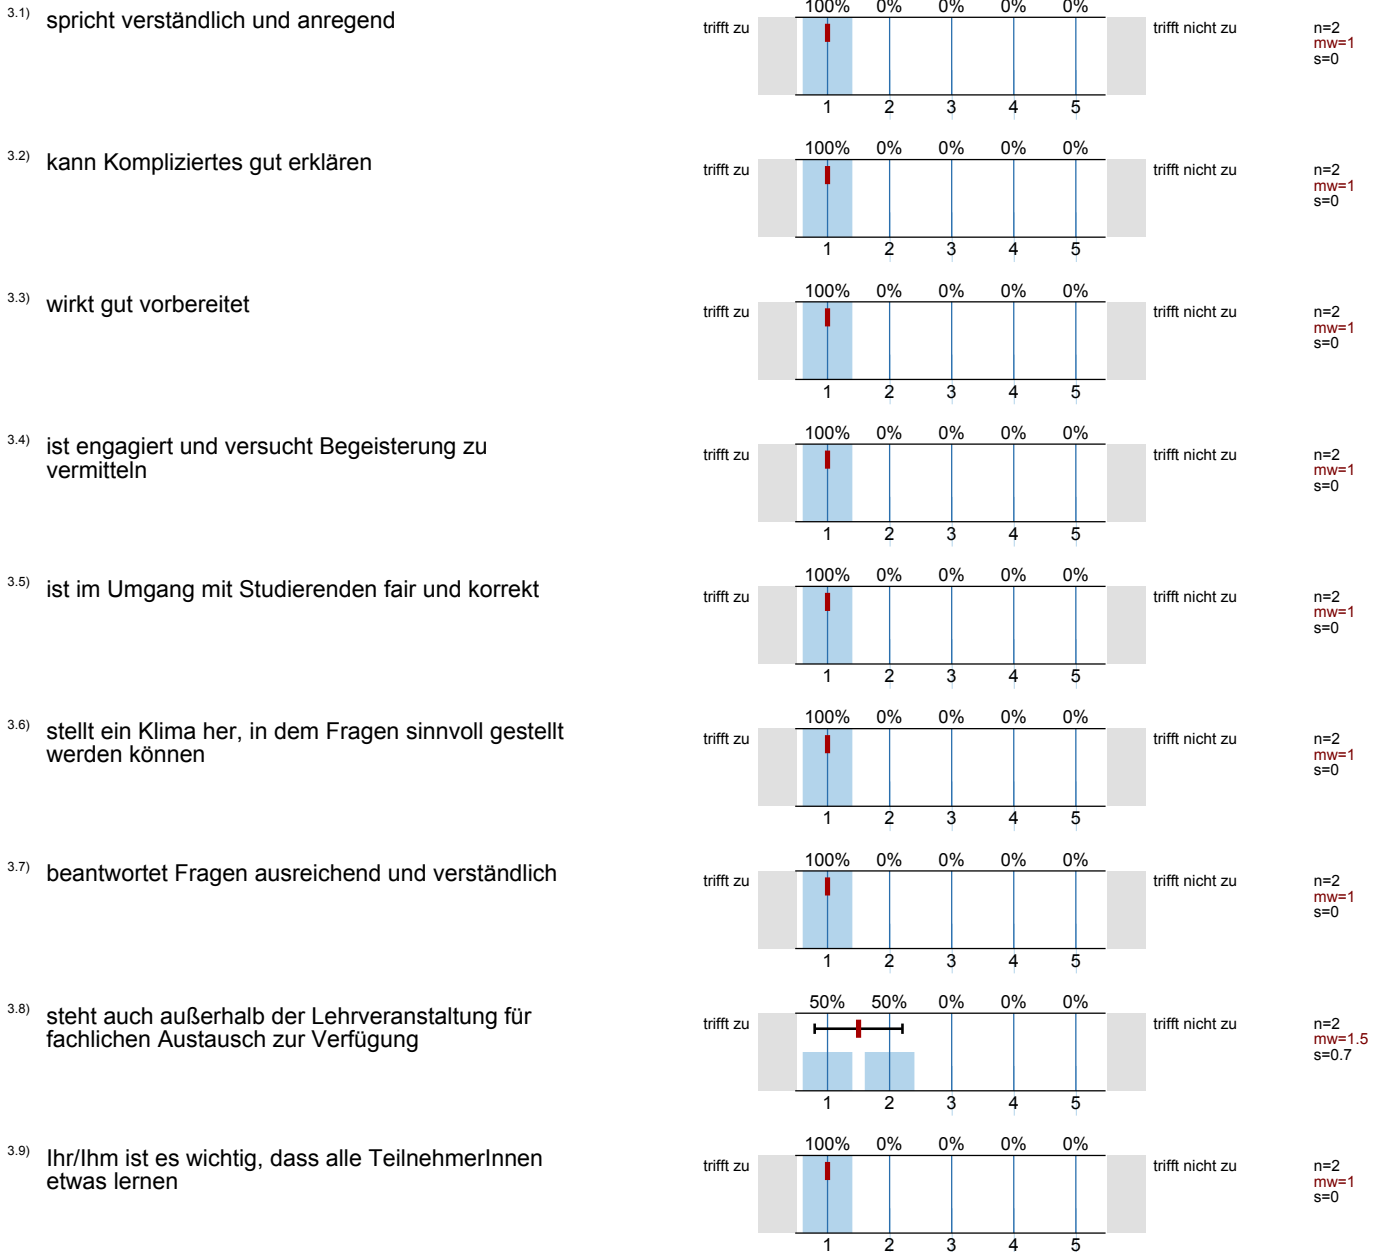 3.1) spricht verständlich und anregend
100% 0% 0% 0% 0%
trifft zu trifft nicht zu n=2
mw=1
s=0
1 2 3 4 5
3.2) kann Kompliziertes gut erklären
100% 0% 0% 0% 0%
trifft zu trifft nicht zu n=2
mw=1
s=0
1 2 3 4 5
3.3) wirkt gut vorbereitet
100% 0% 0% 0% 0%
trifft zu trifft nicht zu n=2
mw=1
s=0
1 2 3 4 5
3.4) ist engagiert und versucht Begeisterung zu
vermitteln
100% 0% 0% 0% 0%
trifft zu trifft nicht zu n=2
mw=1
s=0
1 2 3 4 5
3.5) ist im Umgang mit Studierenden fair und korrekt
100% 0% 0% 0% 0%
trifft zu trifft nicht zu n=2
mw=1
s=0
1 2 3 4 5
3.6) stellt ein Klima her, in dem Fragen sinnvoll gestellt
werden können
100% 0% 0% 0% 0%
trifft zu trifft nicht zu n=2
mw=1
s=0
1 2 3 4 5
3.7) beantwortet Fragen ausreichend und verständlich
100% 0% 0% 0% 0%
trifft zu trifft nicht zu n=2
mw=1
s=0
1 2 3 4 5
3.8) steht auch außerhalb der Lehrveranstaltung für
fachlichen Austausch zur Verfügung
50% 50% 0% 0% 0%
trifft zu trifft nicht zu n=2
mw=1.5
s=0.7
1 2 3 4 5
3.9) Ihr/Ihm ist es wichtig, dass alle TeilnehmerInnen
etwas lernen
100% 0% 0% 0% 0%
trifft zu trifft nicht zu n=2
mw=1
s=0
1 2 3 4 5